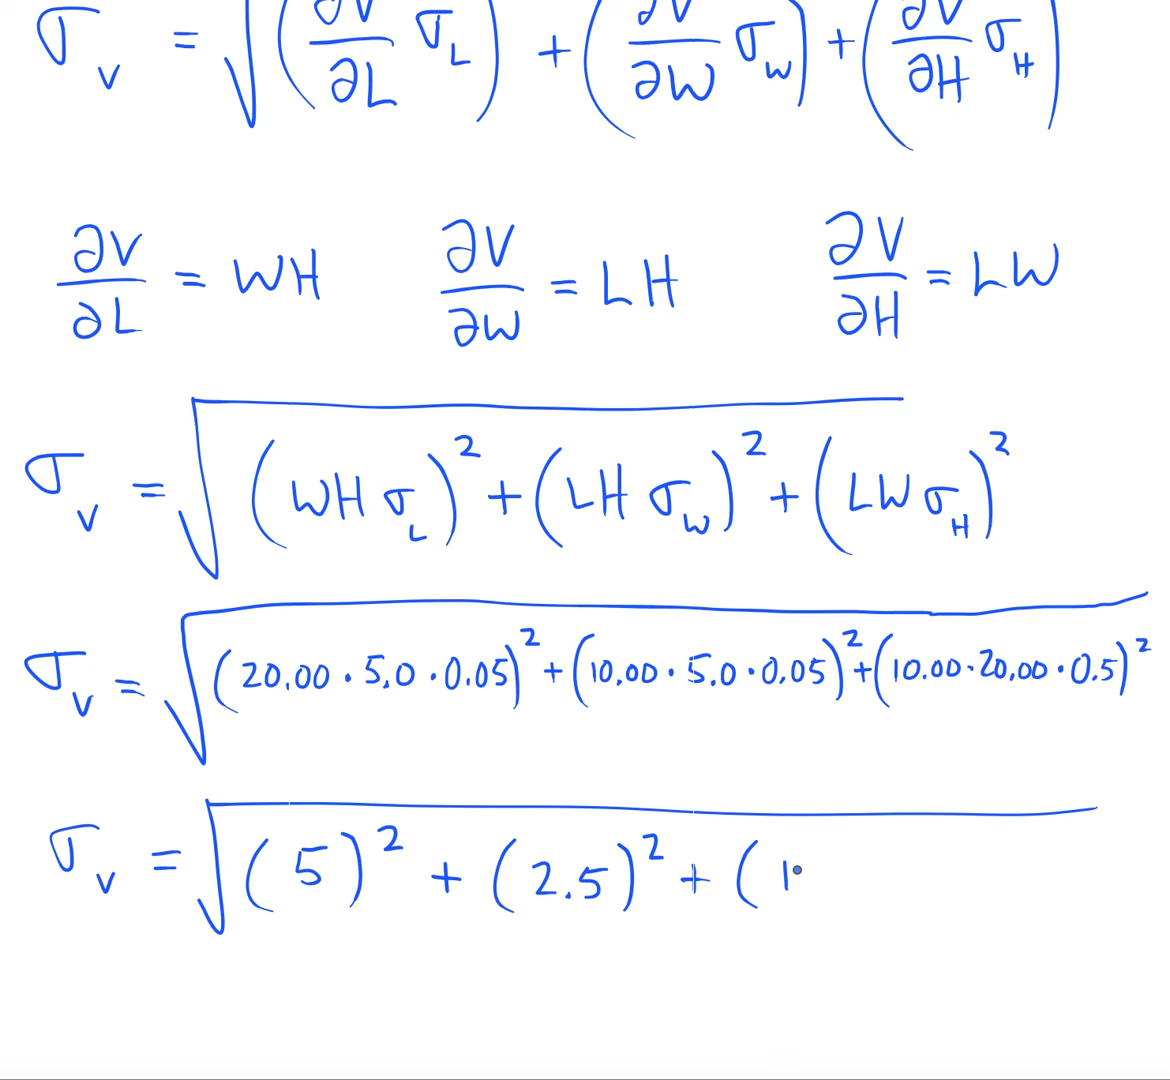 σ_V = √( (∂V/∂L σ_L) + (∂V/∂W σ_W) + (∂V/∂H σ_H)
∂V/∂L = WH ∂V/∂W = LH ∂V/∂H = LW
σ_V = √( (WH σ_L)² + (LH σ_W)² + (LW σ_H)²
σ_V = √( (20.00 · 5.0 · 0.05)² + (10.00 · 5.0 · 0.05)² + (10.00 · 20.00 · 0.5)²
σ_V = √( (5)² + (2.5)² + (1